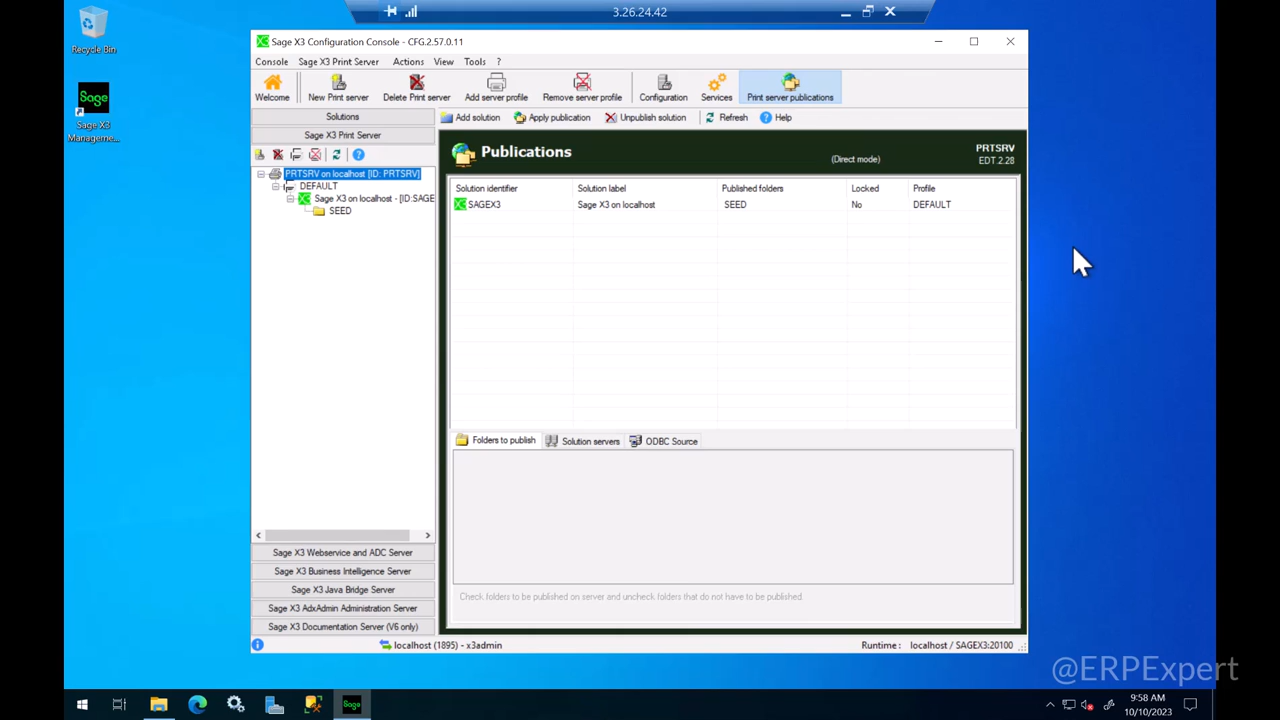 3.26.24.42
Recycle Bin
Sage
Sage X3
Manageme...
Sage X3 Configuration Console - CFG.2.57.0.11
Console Sage X3 Print Server Actions View Tools ?
Welcome New Print server Delete Print server Add server profile Remove server profile Configuration Services Print server publications
Solutions
Sage X3 Print Server
Add solution Apply publication Unpublish solution Refresh Help
PRTSRV on localhost [ID: PRTSRV]
DEFAULT
Sage X3 on localhost - [ID:SAGE
SEED
Publications
(Direct mode)
PRTSRV
EDT.2.28
Solution identifier Solution label Published folders Locked Profile
SAGEX3 Sage X3 on localhost SEED No DEFAULT
Folders to publish Solution servers ODBC Source
Check folders to be published on server and uncheck folders that do not have to be published.
Sage X3 Webservice and ADC Server
Sage X3 Business Intelligence Server
Sage X3 Java Bridge Server
Sage X3 AdxAdmin Administration Server
Sage X3 Documentation Server (V6 only)
localhost (1895) - x3admin
Runtime : localhost / SAGEX3:20100
@ERPExpert
Sage
9:58 AM
10/10/2023